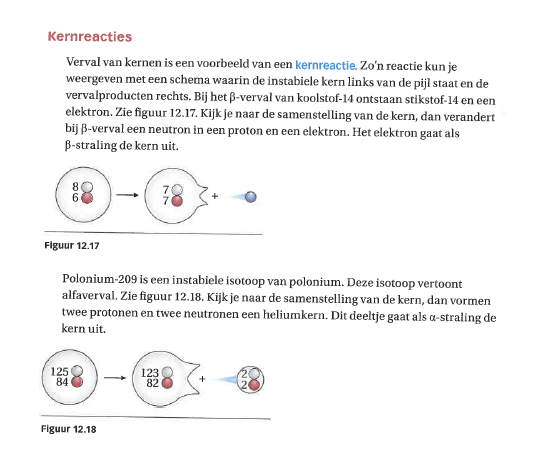 Kernreacties
Verval van kernen is een voorbeeld van een kernreactie. Zo'n reactie kun je
weergeven met een schema waarin de instabiele kern links van de pijl staat en de
vervalproducten rechts. Bij het β-verval van koolstof-14 ontstaan stikstof-14 en een
elektron. Zie figuur 12.17. Kijk je naar de samenstelling van de kern, dan verandert
bij β-verval een neutron in een proton en een elektron. Het elektron gaat als
β-straling de kern uit.
8 7
6 7 +
Figuur 12.17
Polonium-209 is een instabiele isotoop van polonium. Deze isotoop vertoont
alfaverval. Zie figuur 12.18. Kijk je naar de samenstelling van de kern, dan vormen
twee protonen en twee neutronen een heliumkern. Dit deeltje gaat als α-straling de
kern uit.
125 123 2
84 82 + 2
Figuur 12.18